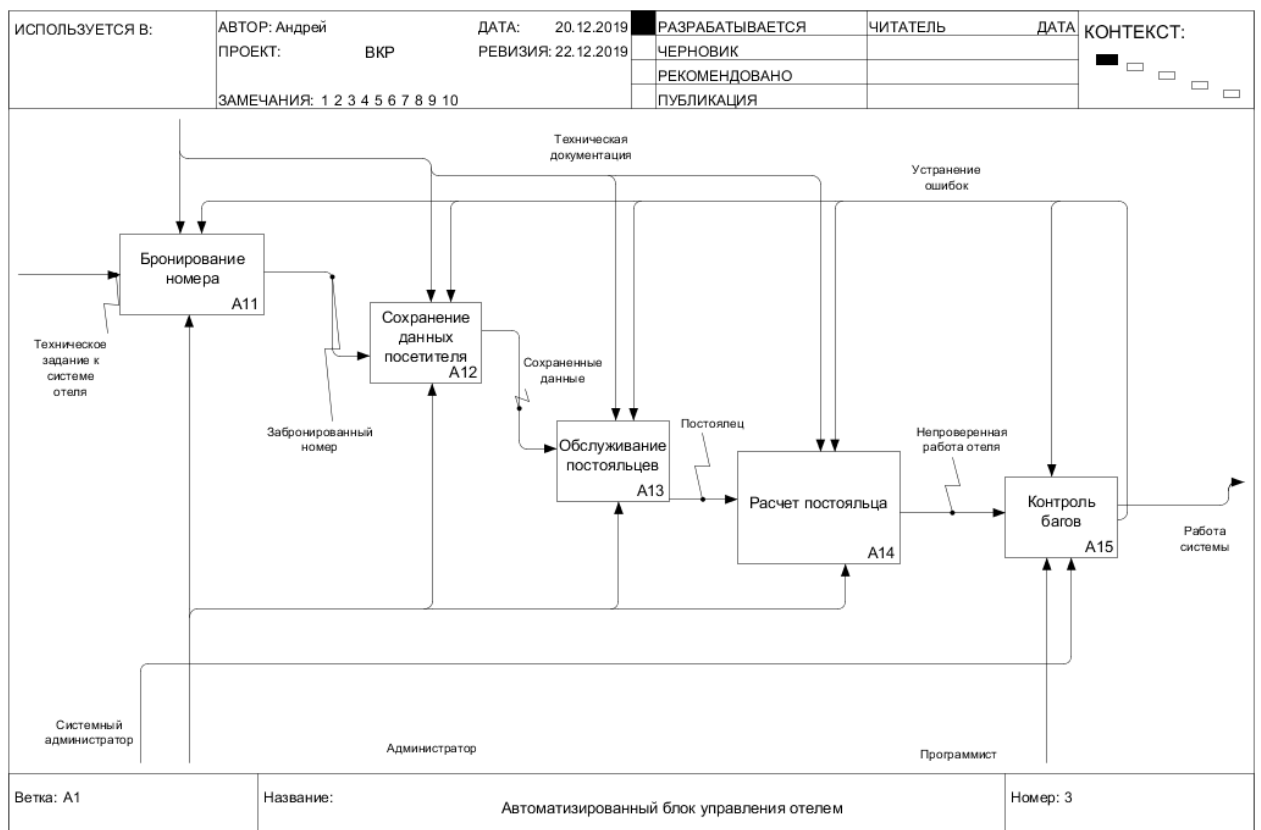 ИСПОЛЬЗУЕТСЯ В:
АВТОР: Андрей
ДАТА: 20.12.2019
ПРОЕКТ: ВКР
РЕВИЗИЯ: 22.12.2019
ЗАМЕЧАНИЯ: 1 2 3 4 5 6 7 8 9 10
РАЗРАБАТЫВАЕТСЯ
ЧЕРНОВИК
РЕКОМЕНДОВАНО
ПУБЛИКАЦИЯ
ЧИТАТЕЛЬ
ДАТА
КОНТЕКСТ:
Техническая
документация
Устранение
ошибок
Бронирование
номера
A11
Техническое
задание к
системе
отеля
Сохранение
данных
посетителя
A12
Забронированный
номер
Сохраненные
данные
Обслуживание
постояльцев
A13
Постоялец
Расчет постояльца
A14
Непроверенная
работа отеля
Контроль
багов
A15
Работа
системы
Системный
администратор
Администратор
Программист
Ветка: A1
Название:
Автоматизированный блок управления отелем
Номер: 3